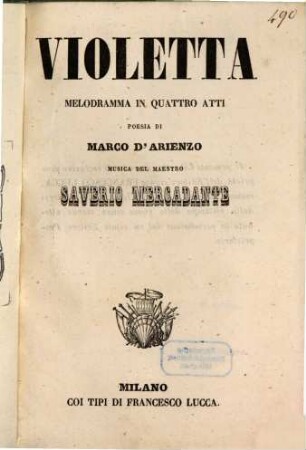 490
VIOLETTA
MELODRAMMA IN QUATTRO ATTI
POESIA DI
MARCO D'ARIENZO
MUSICA DEL MAESTRO
SAVERIO MERCADANTE
MILANO
COI TIPI DI FRANCESCO LUCCA.